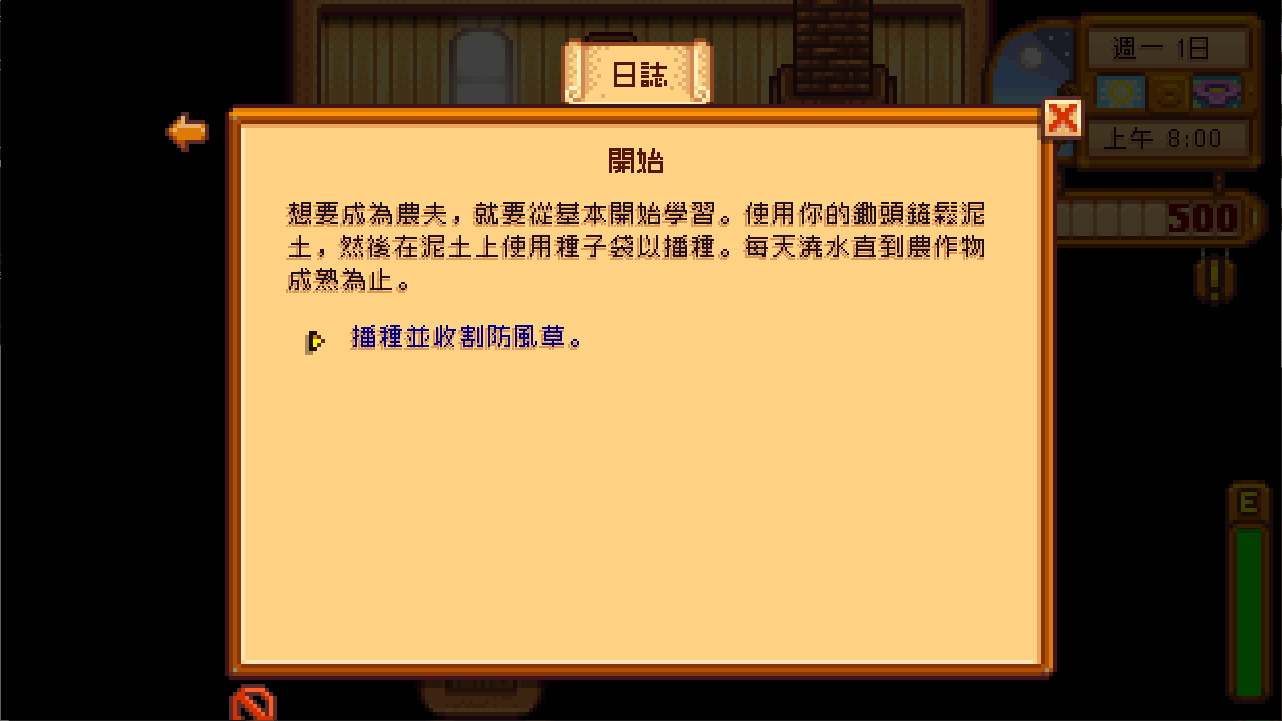 日誌
週一 1日
上午 8:00
500
開始
想要成為農夫，就要從基本開始學習。使用你的鋤頭鏟鬆泥
土，然後在泥土上使用種子袋以播種。每天澆水直到農作物
成熟為止。
播種並收割防風草。
E